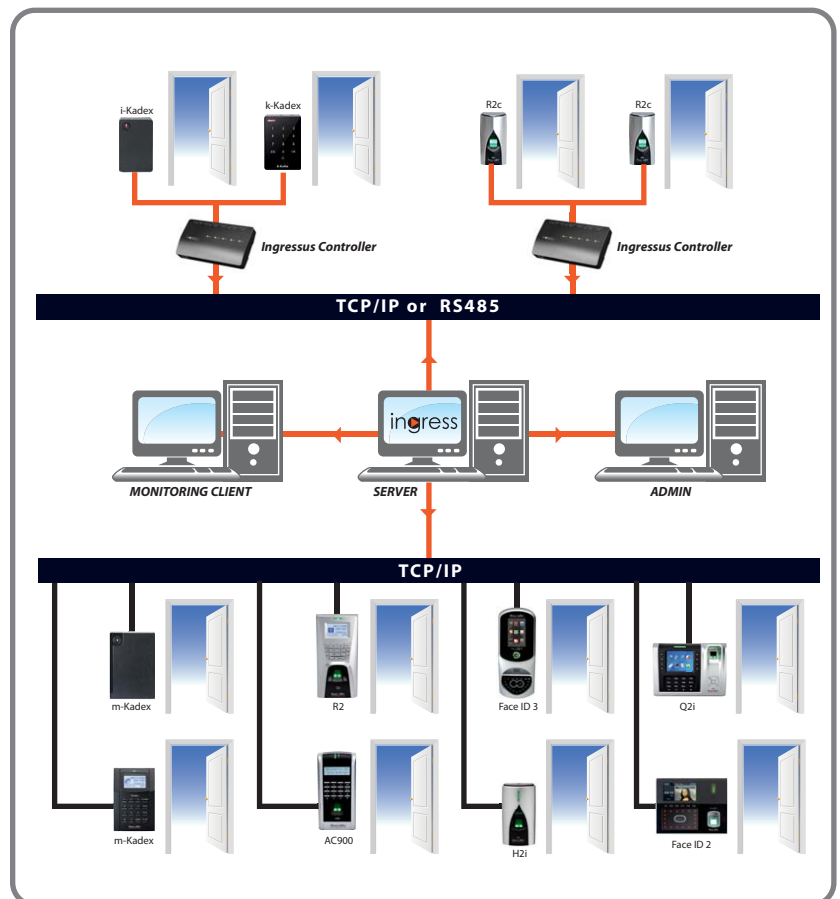 i-Kadex
k-Kadex
R2c
R2c
Ingressus Controller
Ingressus Controller
TCP/IP or RS485
ingress
MONITORING CLIENT
SERVER
ADMIN
TCP/IP
m-Kadex
R2
Face ID 3
Q2i
m-Kadex
AC900
H2i
Face ID 2